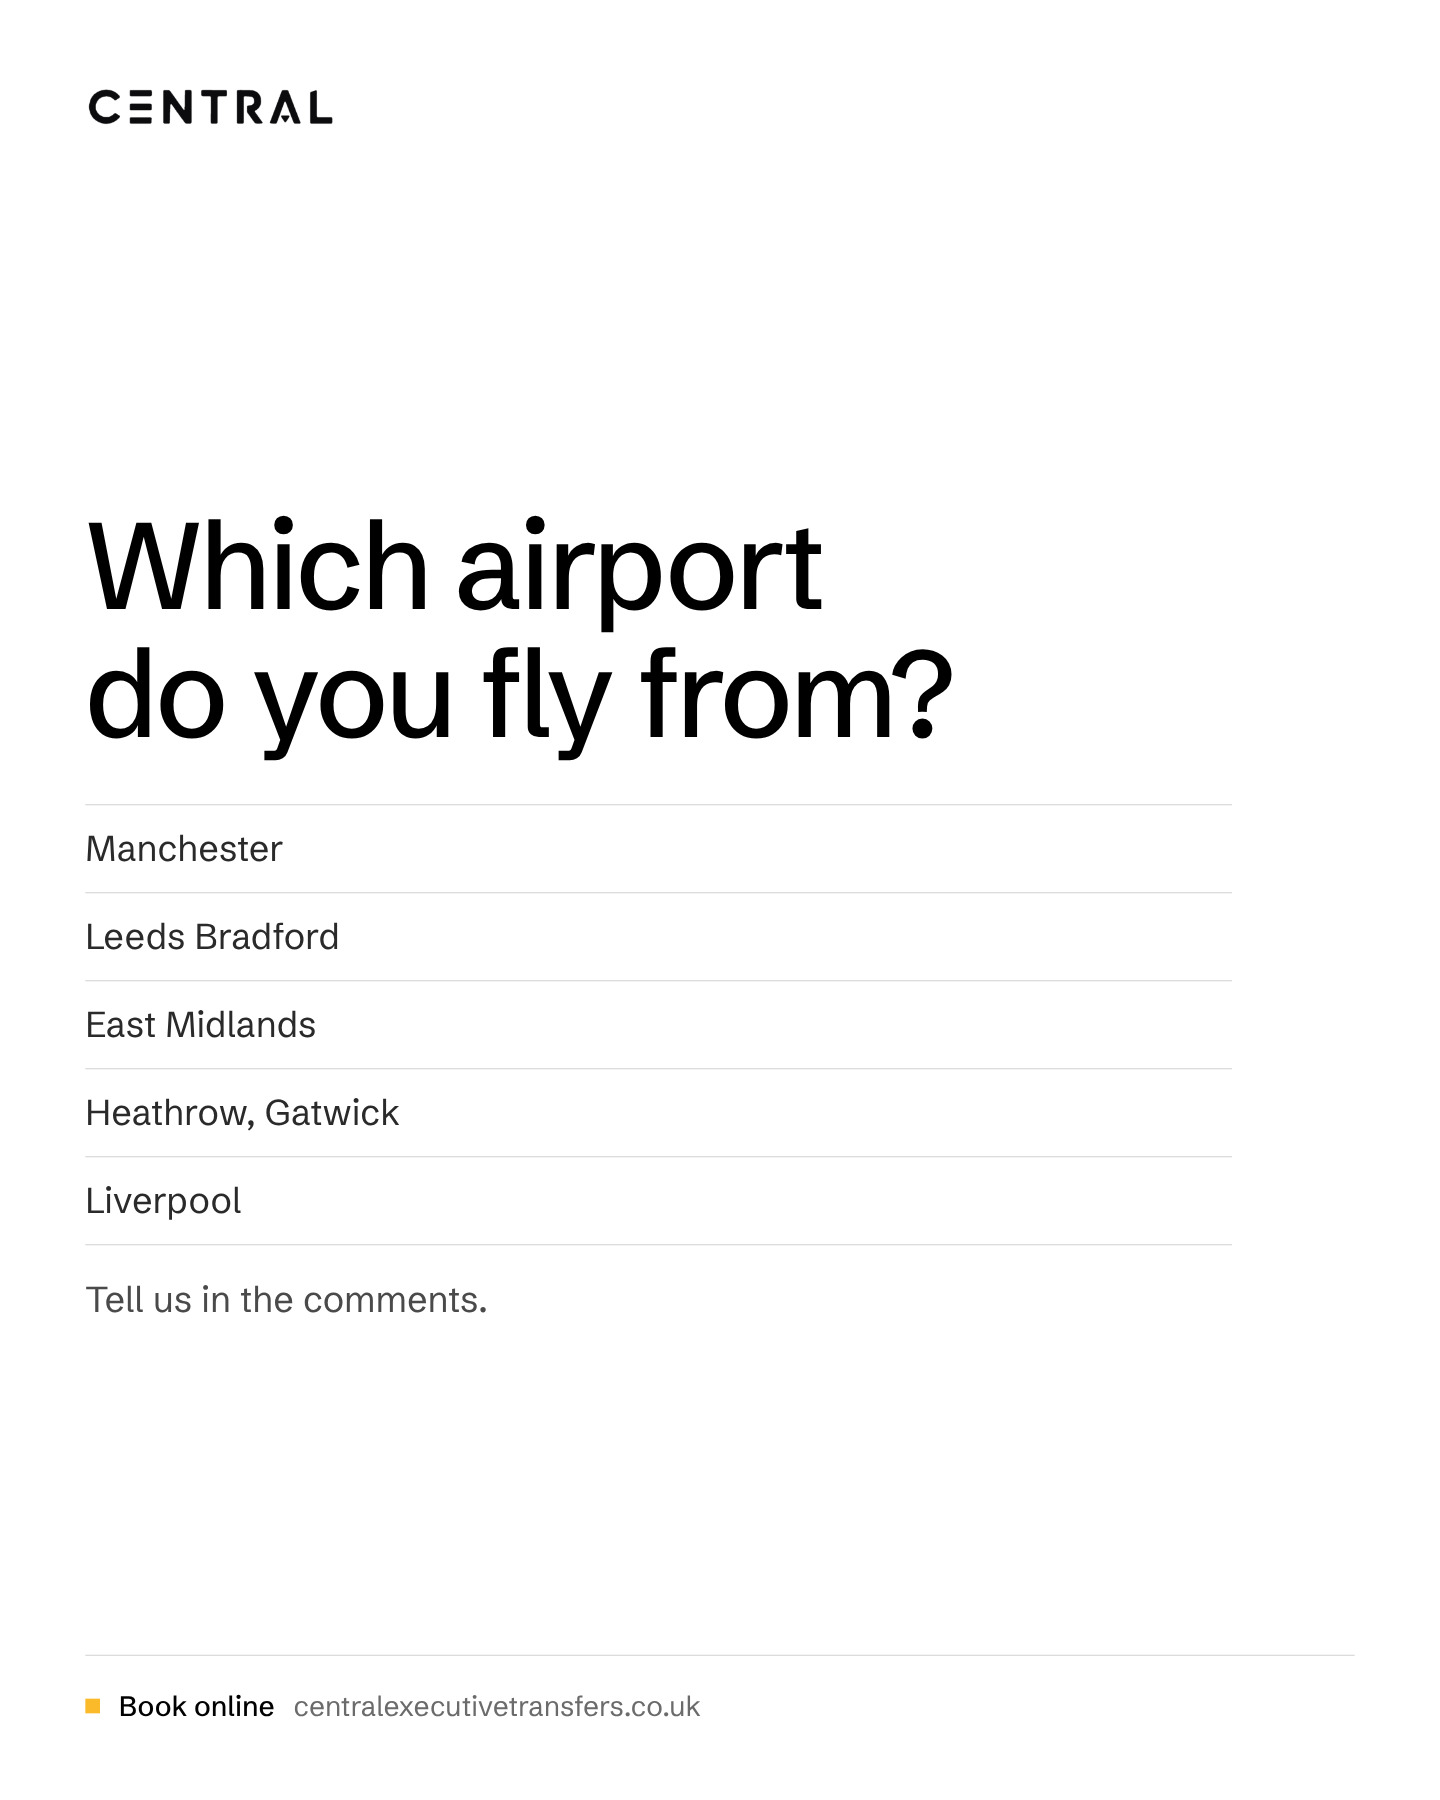 CENTRAL
Which airport
do you fly from?
Manchester
Leeds Bradford
East Midlands
Heathrow, Gatwick
Liverpool
Tell us in the comments.
Book online centralexecutivetransfers.co.uk